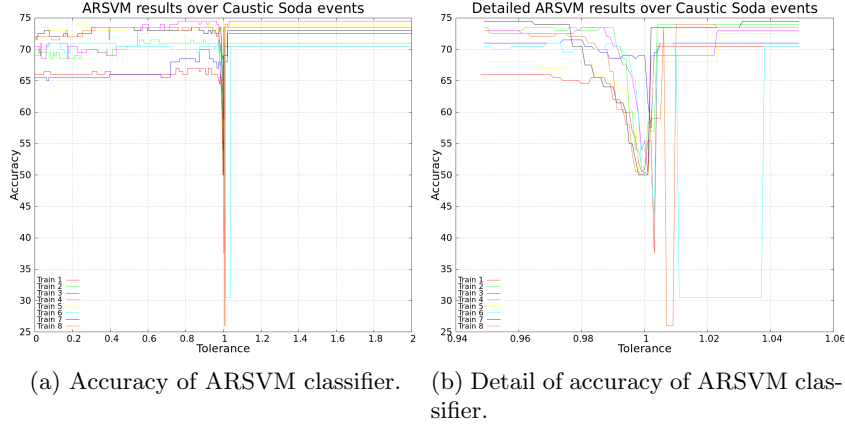 ARSVM results over Caustic Soda events
75
70
65
60
55
50
45
40
35
30
25
Accuracy
Train 1
Train 2
Train 3
Train 4
Train 5
Train 6
Train 7
Train 8
0 0.2 0.4 0.6 0.8 1 1.2 1.4 1.6 1.8 2
Tolerance
(a) Accuracy of ARSVM classifier.
Detailed ARSVM results over Caustic Soda events
75
70
65
60
55
50
45
40
35
30
25
Accuracy
Train 1
Train 2
Train 3
Train 4
Train 5
Train 6
Train 7
Train 8
0.94 0.96 0.98 1 1.02 1.04 1.06
Tolerance
(b) Detail of accuracy of ARSVM clas-
sifier.